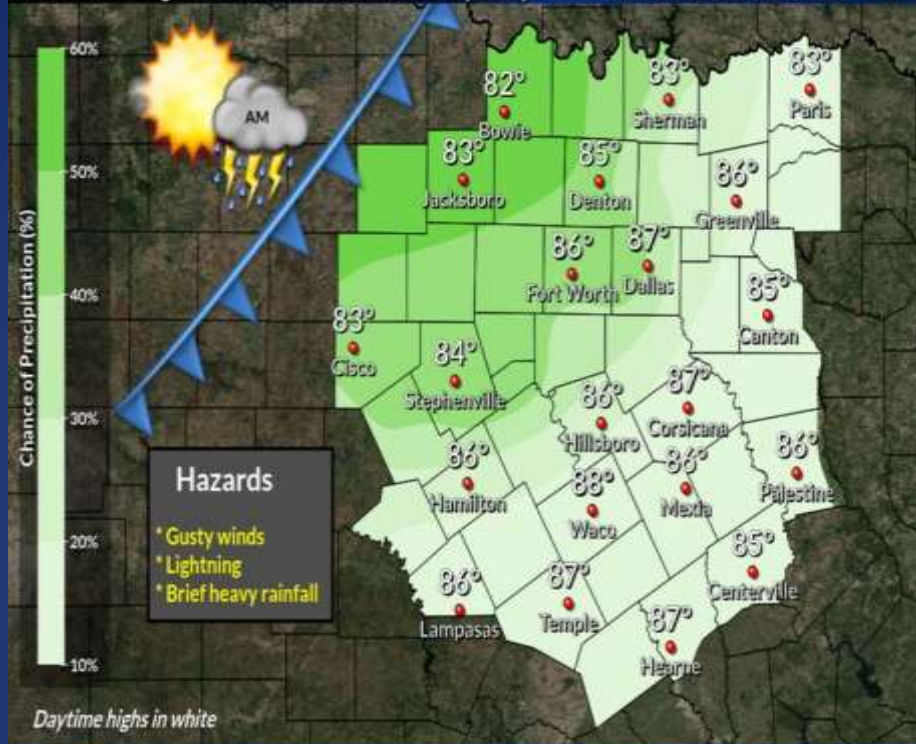 60%
50%
40%
30%
20%
10%
Chance of Precipitation (%)
AM
82°
Bowie
83°
Sherman
83°
Paris
83°
Jacksboro
85°
Denton
86°
Greenville
86°
Fort Worth
87°
Dallas
85°
Canton
83°
Cisco
84°
Stephenville
86°
Hillsboro
87°
Corsicana
86°
Hamilton
88°
Waco
86°
Mexia
86°
Palestine
86°
Lampasas
87°
Temple
85°
Centerville
87°
Hearne
Hazards
* Gusty winds
* Lightning
* Brief heavy rainfall
Daytime highs in white